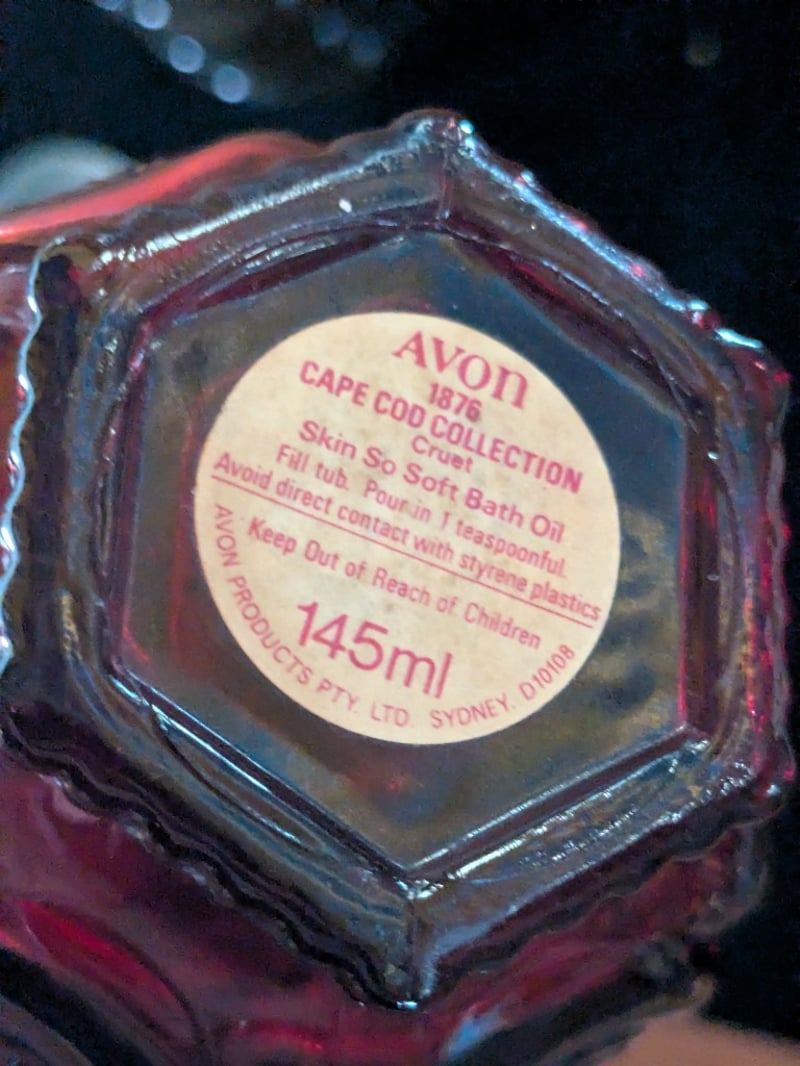 AVON
1876
CAPE COD COLLECTION
Cruet
Skin So Soft Bath Oil
Fill tub. Pour in 1 teaspoonful.
Avoid direct contact with styrene plastics
Keep Out of Reach of Children
145ml
AVON PRODUCTS PTY. LTD. SYDNEY. D10108